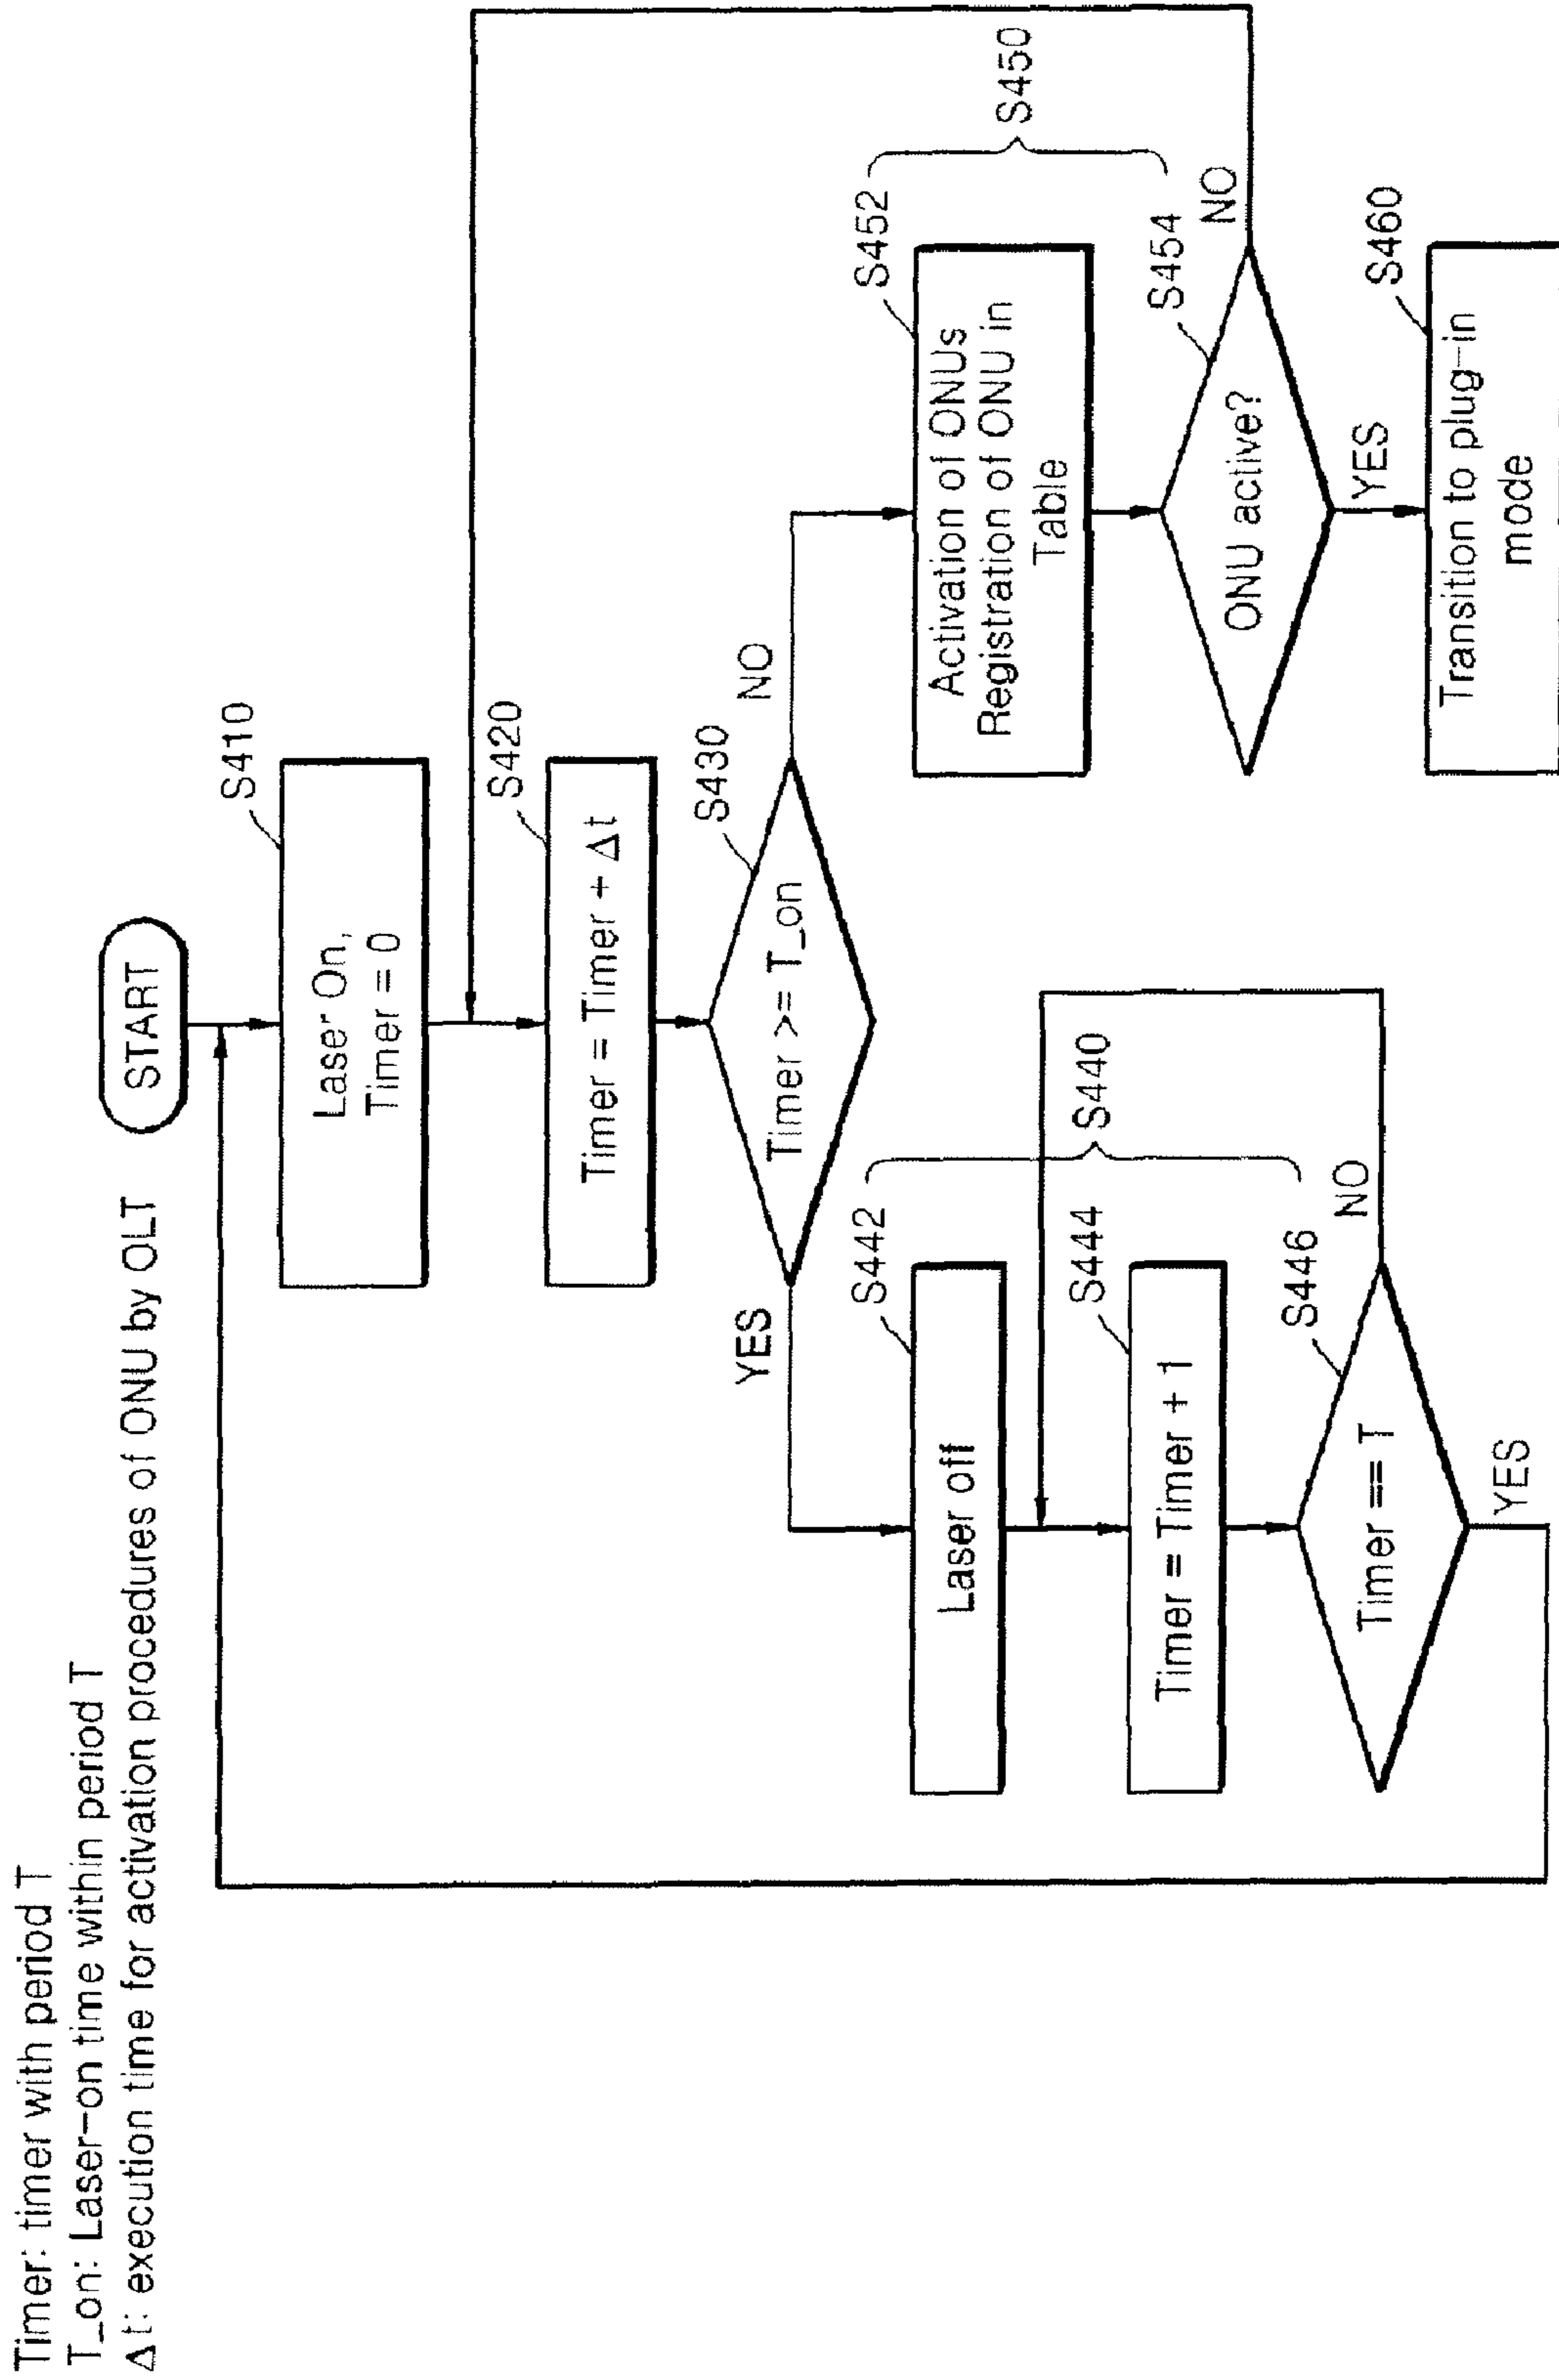 Timer: timer with period T
T_on: Laser-on time within period T
Δt: execution time for activation procedures of ONU by OLT
START
S410
Laser On,
Timer = 0
S420
Timer = Timer + Δt
S430
Timer >= T_on
YES
NO
S442
Laser off
S440
S444
Timer = Timer + 1
S446
Timer == T
NO
YES
S452
Activation of ONUs
Registration of ONU in
Table
S450
S454
ONU active?
NO
YES
S460
Transition to plug-in
mode